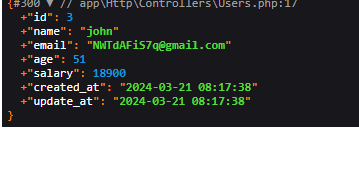 {#300 ▼ // app\Http\Controllers\Users.php:17
+"id": 3
+"name": "john"
+"email": "NWTdAFiS7q@gmail.com"
+"age": 51
+"salary": 18900
+"created_at": "2024-03-21 08:17:38"
+"update_at": "2024-03-21 08:17:38"
}